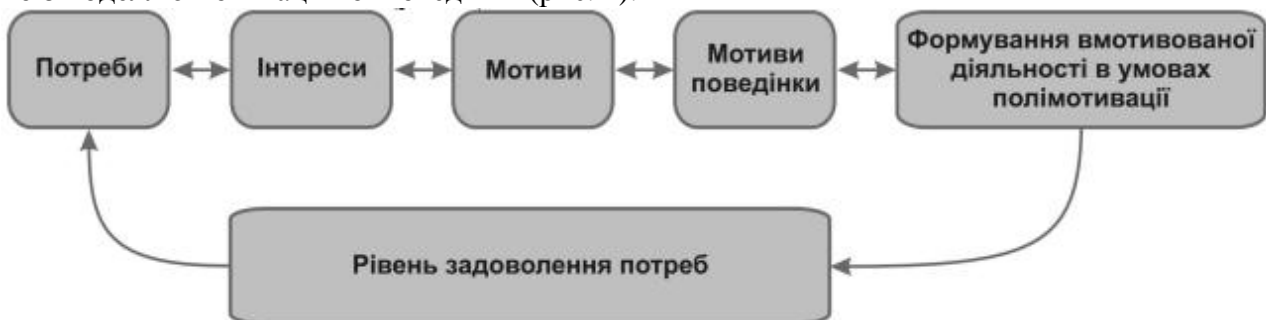 Потреби
Інтереси
Мотиви
Мотиви
поведінки
Формування вмотивованої
діяльності в умовах
полімотивації
Рівень задоволення потреб